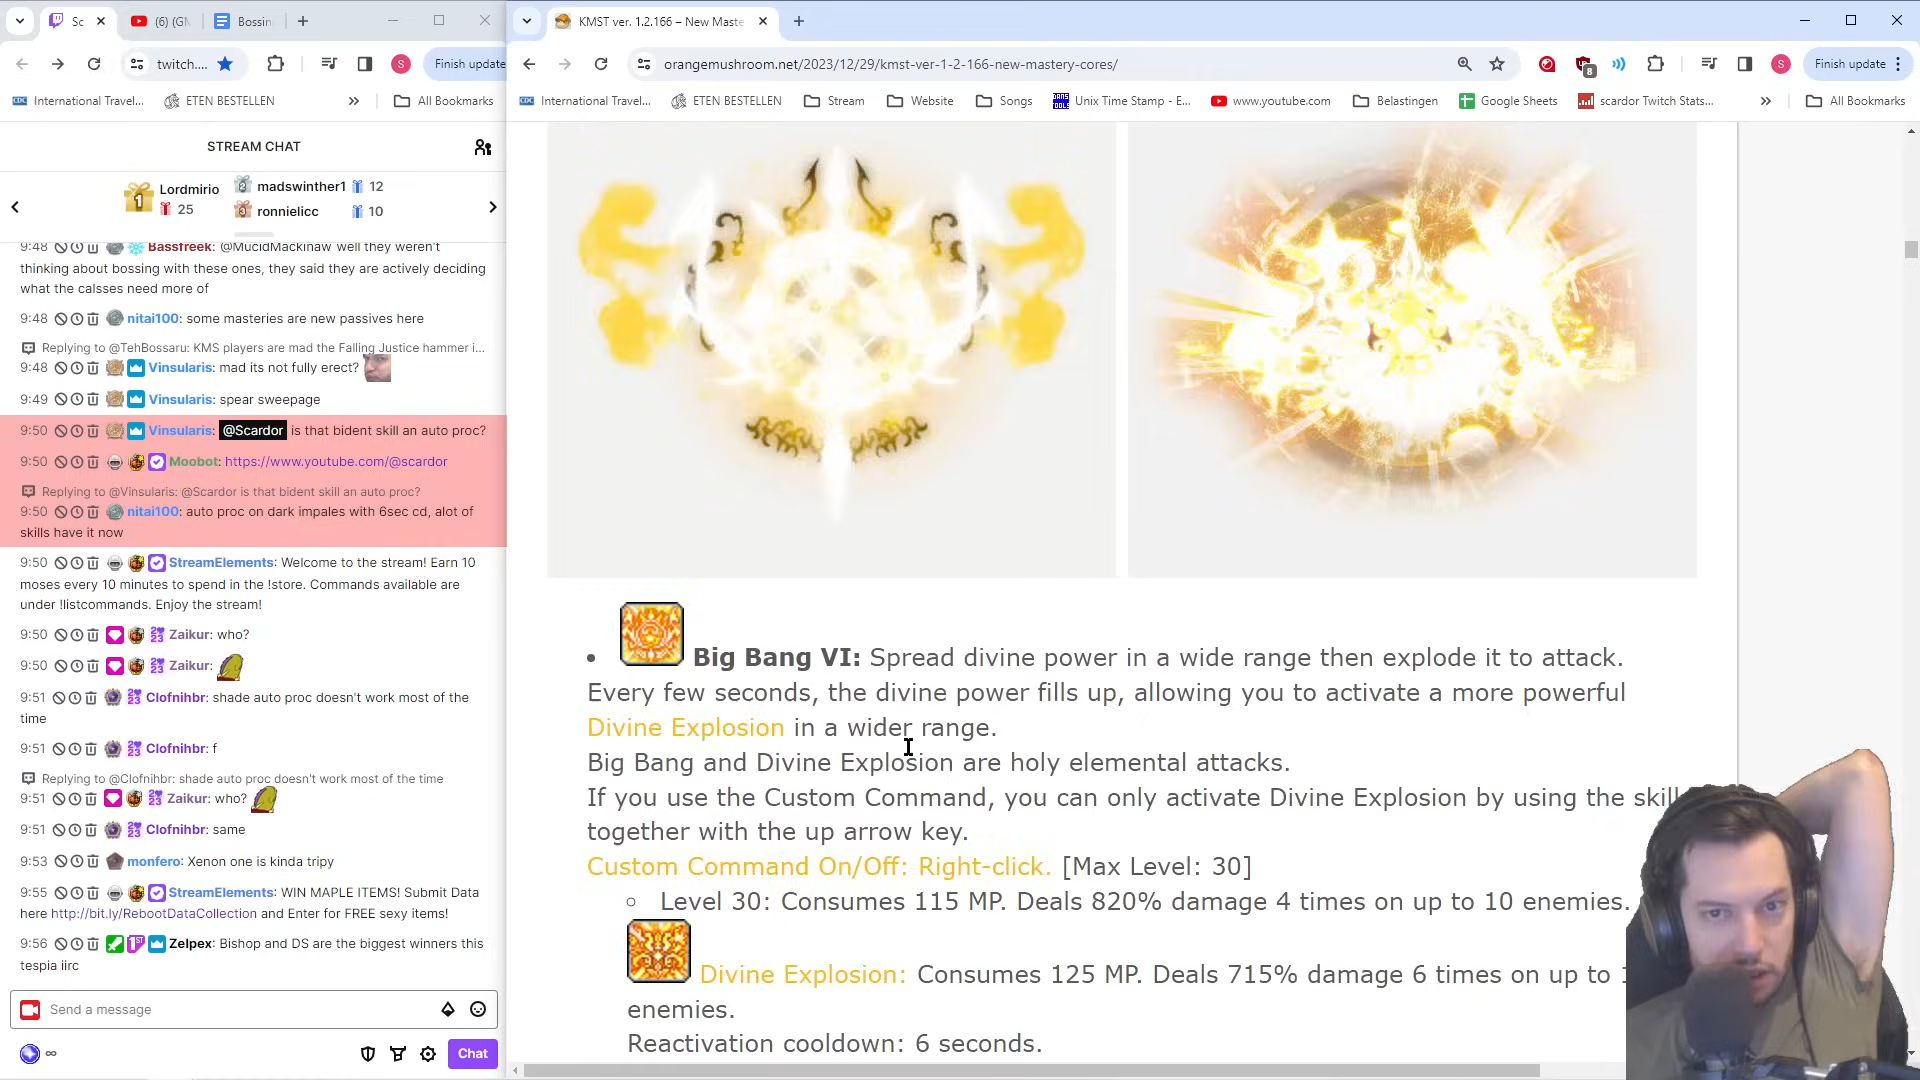 Sc
(6) (GM
Bossin
KMST ver. 1.2.166 – New Maste
twitch....
S
Finish update
orangemushroom.net/2023/12/29/kmst-ver-1-2-166-new-mastery-cores/
8
S
Finish update
International Travel...
ETEN BESTELLEN
All Bookmarks
International Travel...
ETEN BESTELLEN
Stream
Website
Songs
Unix Time Stamp - E...
www.youtube.com
Belastingen
Google Sheets
scardor Twitch Stats...
All Bookmarks
STREAM CHAT
1 Lordmirio
25
2 madswinther1 12
3 ronnielicc 10
9:48 Bassfreek: @MucidMackinaw well they weren't
thinking about bossing with these ones, they said they are actively deciding
what the calsses need more of
9:48 nitai100: some masteries are new passives here
Replying to @TehBossaru: KMS players are mad the Falling Justice hammer i...
9:48 Vinsularis: mad its not fully erect?
9:49 Vinsularis: spear sweepage
9:50 Vinsularis: @Scardor is that bident skill an auto proc?
9:50 Moobot: https://www.youtube.com/@scardor
Replying to @Vinsularis: @Scardor is that bident skill an auto proc?
9:50 nitai100: auto proc on dark impales with 6sec cd, alot of
skills have it now
9:50 StreamElements: Welcome to the stream! Earn 10
moses every 10 minutes to spend in the !store. Commands available are
under !listcommands. Enjoy the stream!
9:50 Zaikur: who?
9:50 Zaikur:
9:51 Clofnihbr: shade auto proc doesn't work most of the
time
9:51 Clofnihbr: f
Replying to @Clofnihbr: shade auto proc doesn't work most of the time
9:51 Zaikur: who?
9:51 Clofnihbr: same
9:53 monfero: Xenon one is kinda tripy
9:55 StreamElements: WIN MAPLE ITEMS! Submit Data
here http://bit.ly/RebootDataCollection and Enter for FREE sexy items!
9:56 Zelpex: Bishop and DS are the biggest winners this
tespia iirc
Send a message
∞
Chat
Big Bang VI: Spread divine power in a wide range then explode it to attack.
Every few seconds, the divine power fills up, allowing you to activate a more powerful
Divine Explosion in a wider range.
Big Bang and Divine Explosion are holy elemental attacks.
If you use the Custom Command, you can only activate Divine Explosion by using the skill
together with the up arrow key.
Custom Command On/Off: Right-click. [Max Level: 30]
Level 30: Consumes 115 MP. Deals 820% damage 4 times on up to 10 enemies.
Divine Explosion: Consumes 125 MP. Deals 715% damage 6 times on up to
enemies.
Reactivation cooldown: 6 seconds.